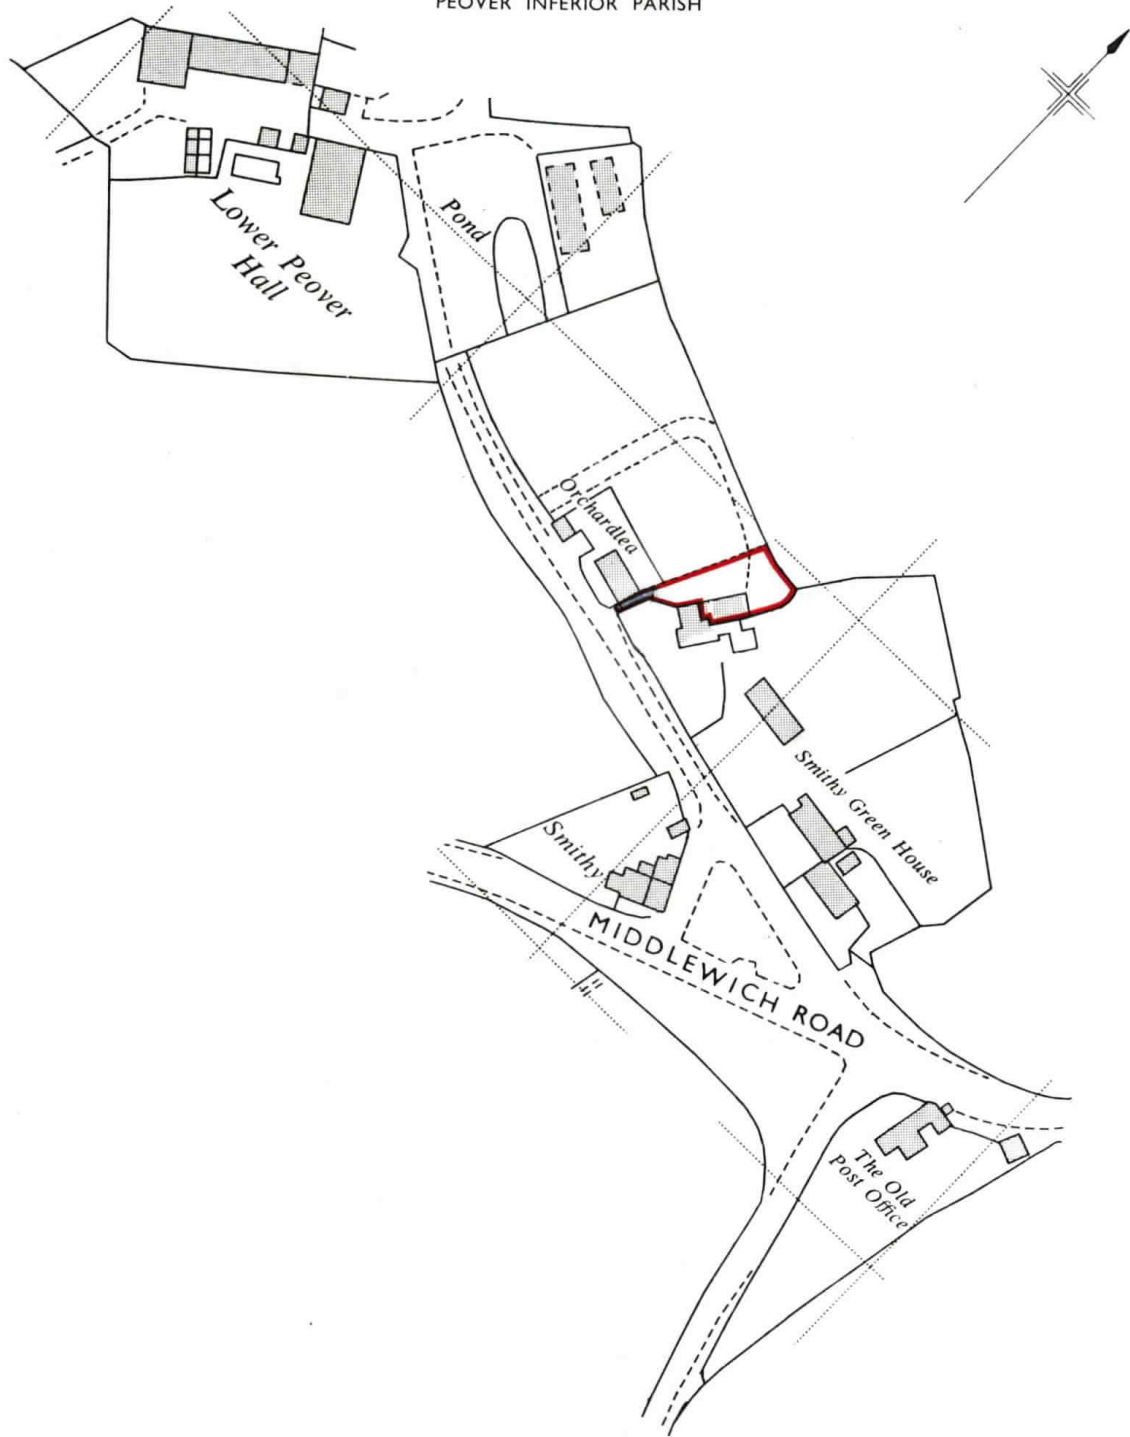 PEOVER INFERIOR PARISH
Lower Peover
Hall
Pond
Orchardlea
Smithy Green House
Smithy
MIDDLEWICH ROAD
The Old
Post Office